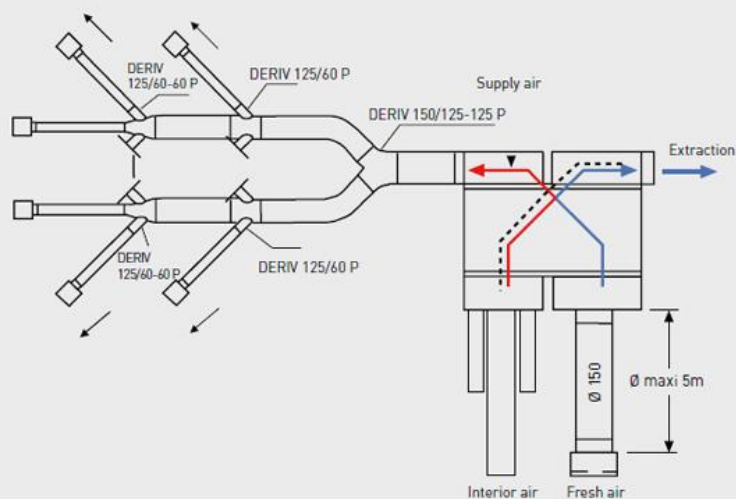 DERIV
125/60-60 P
DERIV 125/60 P
Supply air
DERIV 150/125-125 P
Extraction
DERIV
125/60-60 P
DERIV 125/60 P
Ø 150
Ø maxi 5m
Interior air
Fresh air